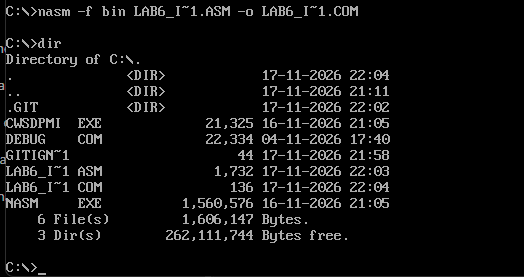 C:\>nasm -f bin LAB6_I~1.ASM -o LAB6_I~1.COM
C:\>dir
Directory of C:\.
. <DIR> 17-11-2026 22:04
.. <DIR> 17-11-2026 21:11
.GIT <DIR> 17-11-2026 22:02
CWSDPMI EXE 21,325 16-11-2026 21:05
DEBUG COM 22,334 04-11-2026 17:40
GITIGN~1 44 17-11-2026 21:58
LAB6_I~1 ASM 1,732 17-11-2026 22:03
LAB6_I~1 COM 136 17-11-2026 22:04
NASM EXE 1,560,576 16-11-2026 21:05
6 File(s) 1,606,147 Bytes.
3 Dir(s) 262,111,744 Bytes free.
C:\>_